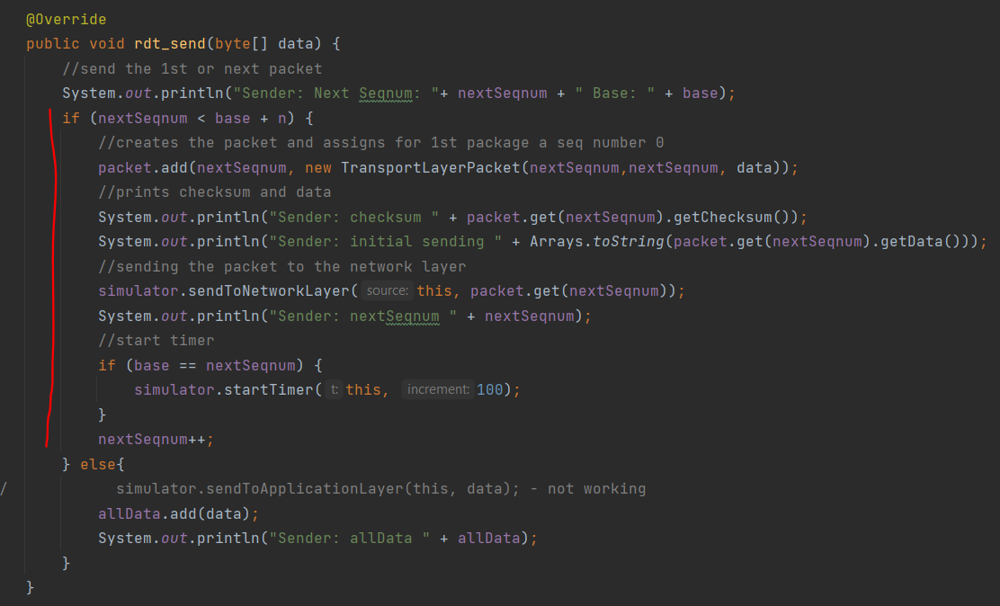 @Override
public void rdt_send(byte[] data) {
//send the 1st or next packet
System.out.println("Sender: Next Seqnum: "+ nextSeqnum + " Base: " + base);
if (nextSeqnum < base + n) {
//creates the packet and assigns for 1st package a seq number 0
packet.add(nextSeqnum, new TransportLayerPacket(nextSeqnum,nextSeqnum, data));
//prints checksum and data
System.out.println("Sender: checksum " + packet.get(nextSeqnum).getChecksum());
System.out.println("Sender: initial sending " + Arrays.toString(packet.get(nextSeqnum).getData()));
//sending the packet to the network layer
simulator.sendToNetworkLayer( source: this, packet.get(nextSeqnum));
System.out.println("Sender: nextSeqnum " + nextSeqnum);
//start timer
if (base == nextSeqnum) {
simulator.startTimer( t: this, increment: 100);
}
nextSeqnum++;
} else{
/ simulator.sendToApplicationLayer(this, data); - not working
allData.add(data);
System.out.println("Sender: allData " + allData);
}
}